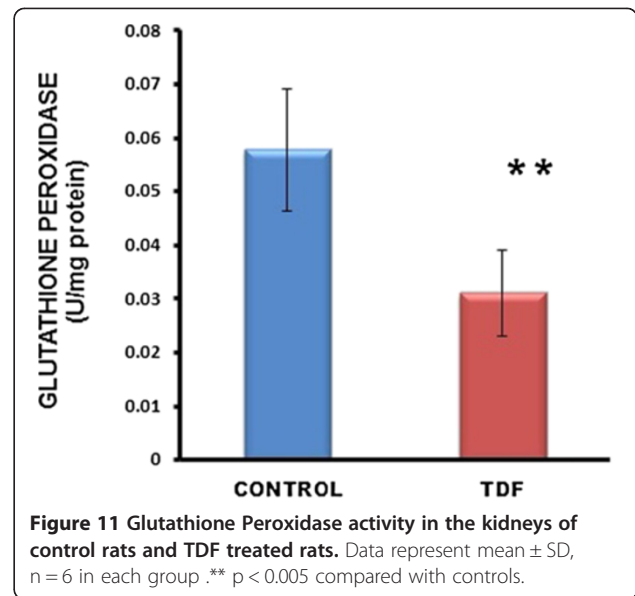 GLUTATHIONE PEROXIDASE
(U/mg protein)
0.08
0.07
0.06
0.05
0.04
0.03
0.02
0.01
0
**
CONTROL
TDF
Figure 11 Glutathione Peroxidase activity in the kidneys of
control rats and TDF treated rats. Data represent mean ± SD,
n = 6 in each group .** p < 0.005 compared with controls.